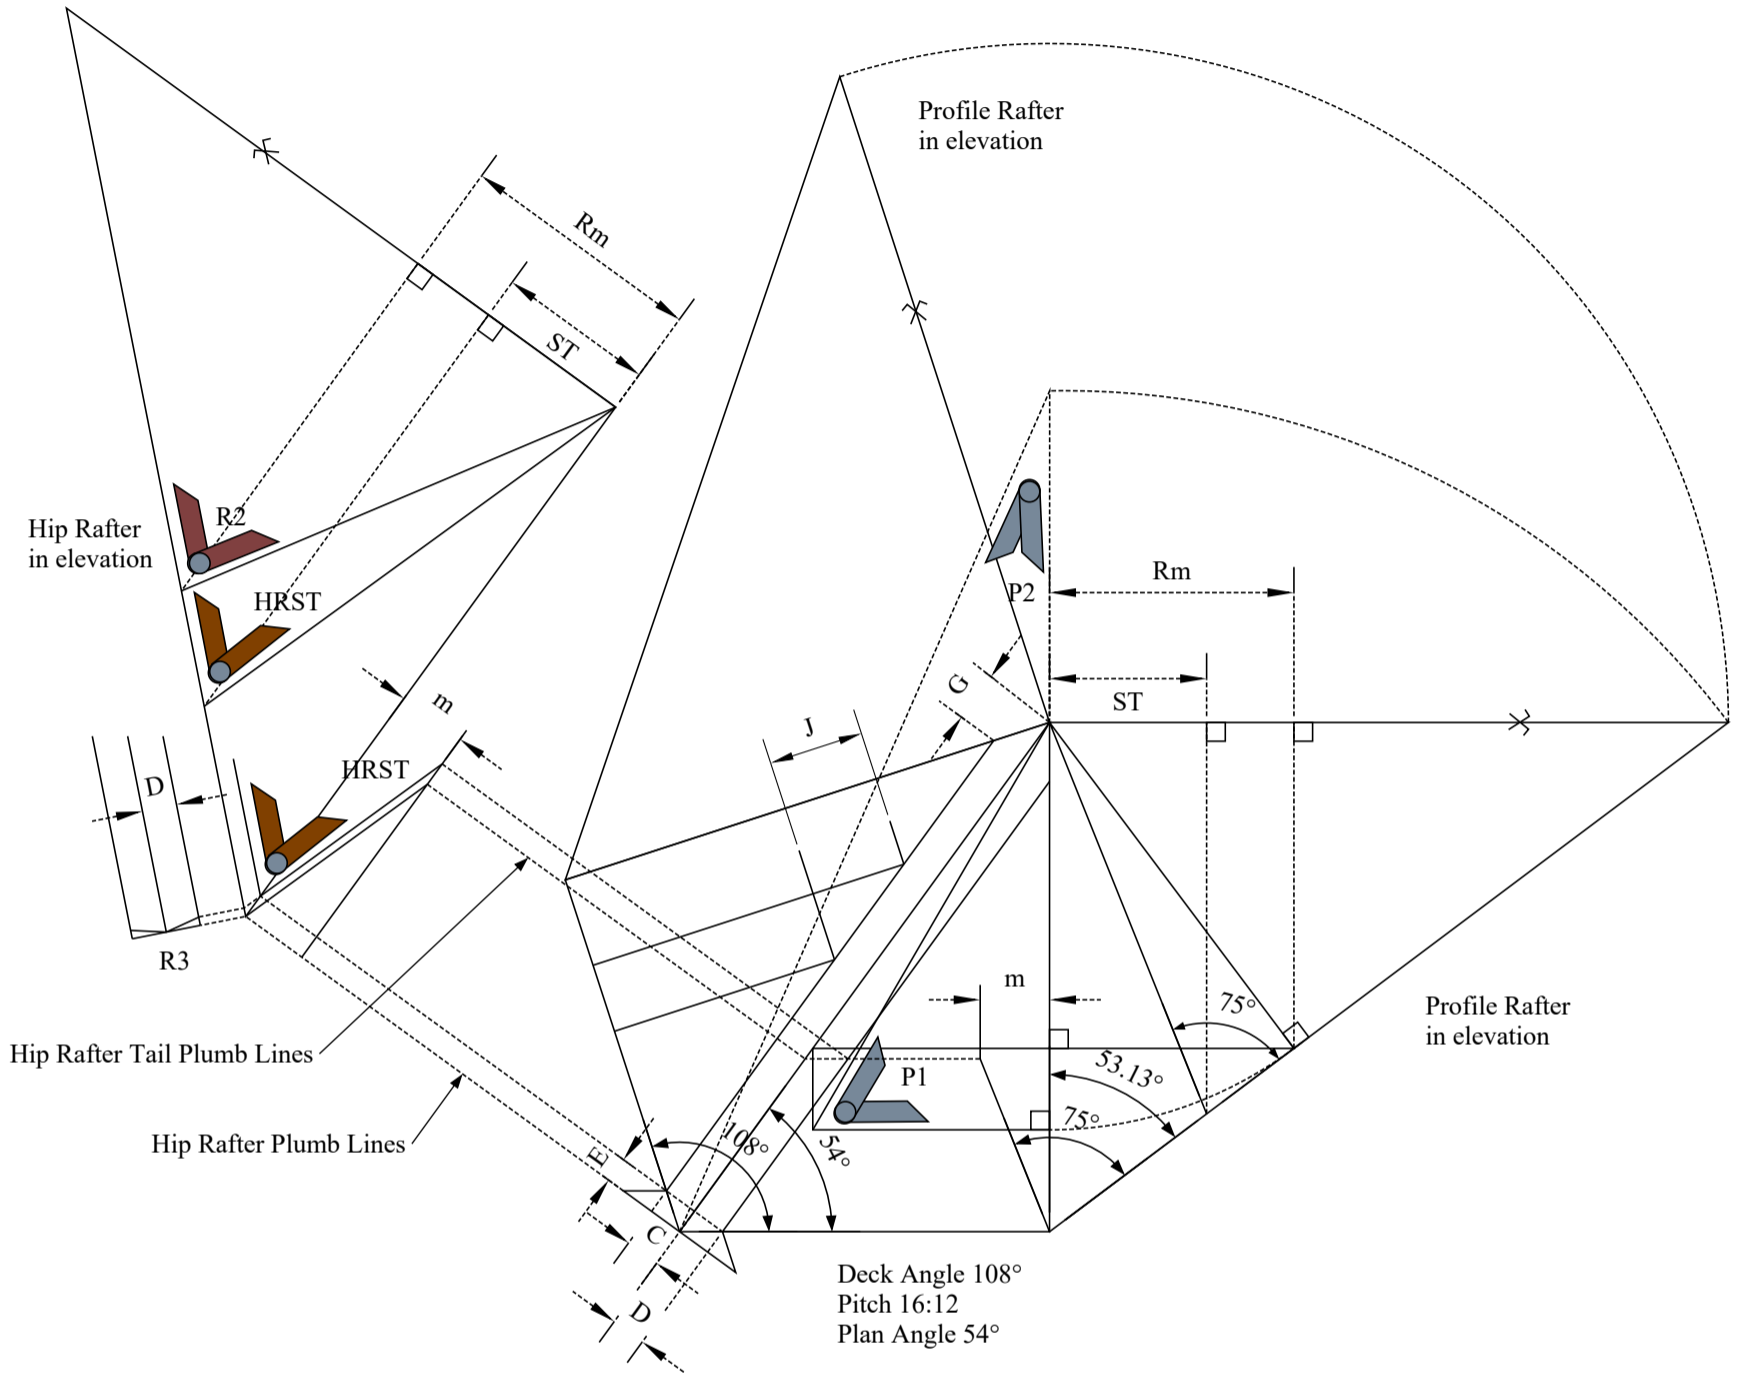 Profile Rafter
in elevation
Rm
ST
R2
Hip Rafter
in elevation
HRST
P2
Rm
G
ST
m
J
D
HRST
R3
m
75°
Profile Rafter
in elevation
Hip Rafter Tail Plumb Lines
P1
53.13°
75°
Hip Rafter Plumb Lines
108°
54°
E
C
D
Deck Angle 108°
Pitch 16:12
Plan Angle 54°